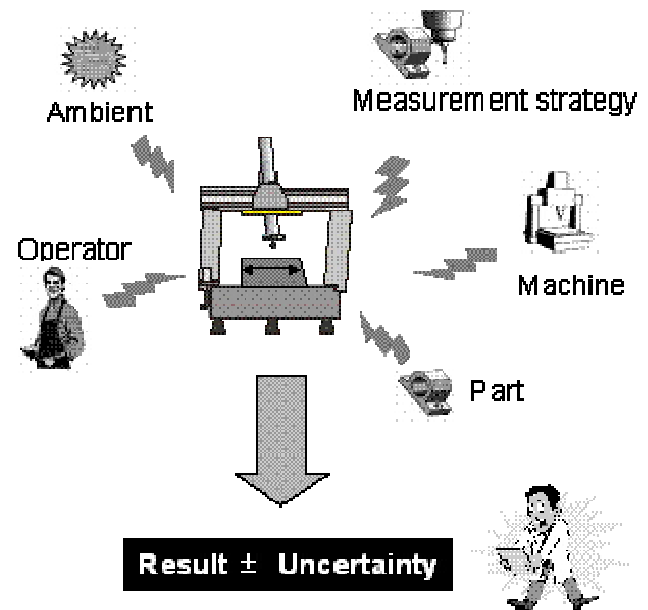 Ambient
Measurement strategy
Operator
Machine
Part
Result ± Uncertainty